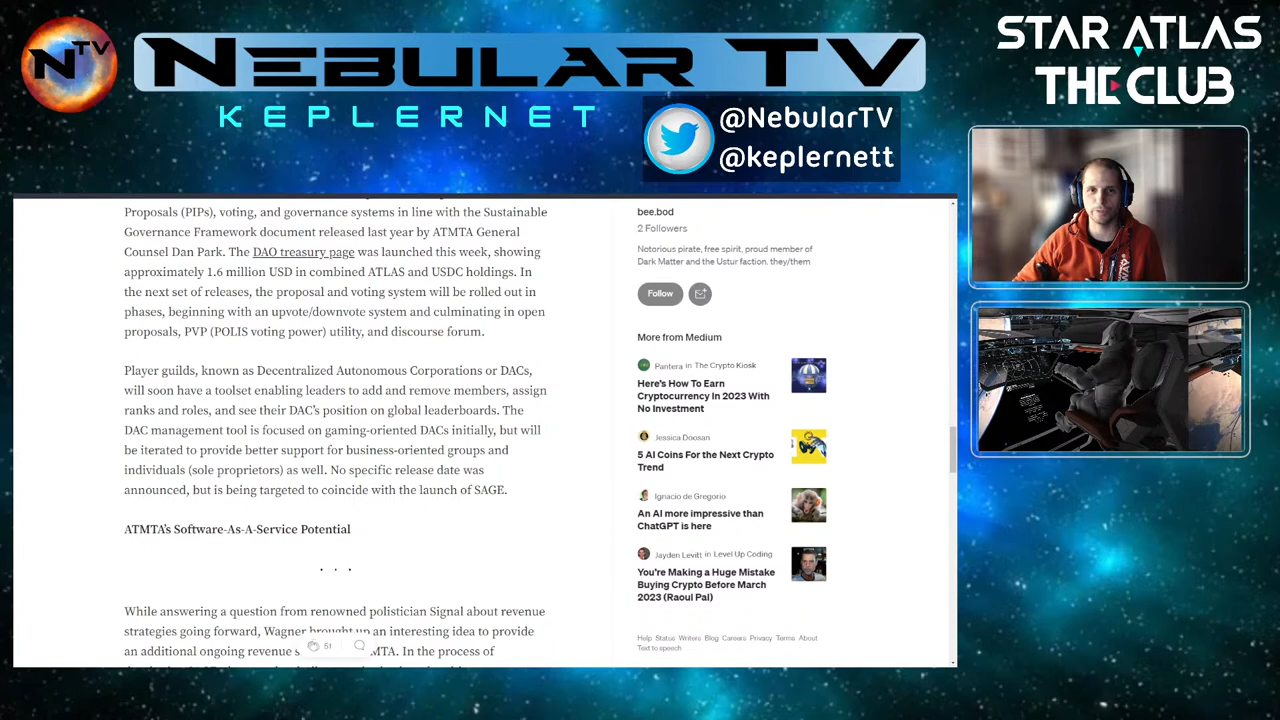 N TV
NEBULAR TV
KEPLERNET
@NebularTV
@keplernett
STAR ATLAS
THE CLUB
Proposals (PIPs), voting, and governance systems in line with the Sustainable
Governance Framework document released last year by ATMTA General
Counsel Dan Park. The DAO treasury page was launched this week, showing
approximately 1.6 million USD in combined ATLAS and USDC holdings. In
the next set of releases, the proposal and voting system will be rolled out in
phases, beginning with an upvote/downvote system and culminating in open
proposals, PVP (POLIS voting power) utility, and discourse forum.
Player guilds, known as Decentralized Autonomous Corporations or DACs,
will soon have a toolset enabling leaders to add and remove members, assign
ranks and roles, and see their DAC's position on global leaderboards. The
DAC management tool is focused on gaming-oriented DACs initially, but will
be iterated to provide better support for business-oriented groups and
individuals (sole proprietors) as well. No specific release date was
announced, but is being targeted to coincide with the launch of SAGE.
ATMTA's Software-As-A-Service Potential
. . .
While answering a question from renowned polistician Signal about revenue
strategies going forward, Wagner brought up an interesting idea to provide
an additional ongoing revenue s MTA. In the process of
51
bee.bod
2 Followers
Notorious pirate, free spirit, proud member of
Dark Matter and the Ustur faction. they/them
Follow
More from Medium
Pantera in The Crypto Kiosk
Here's How To Earn
Cryptocurrency In 2023 With
No Investment
Jessica Doosan
5 AI Coins For the Next Crypto
Trend
Ignacio de Gregorio
An AI more impressive than
ChatGPT is here
Jayden Levitt in Level Up Coding
You're Making a Huge Mistake
Buying Crypto Before March
2023 (Raoul Pal)
Help Status Writers Blog Careers Privacy Terms About
Text to speech